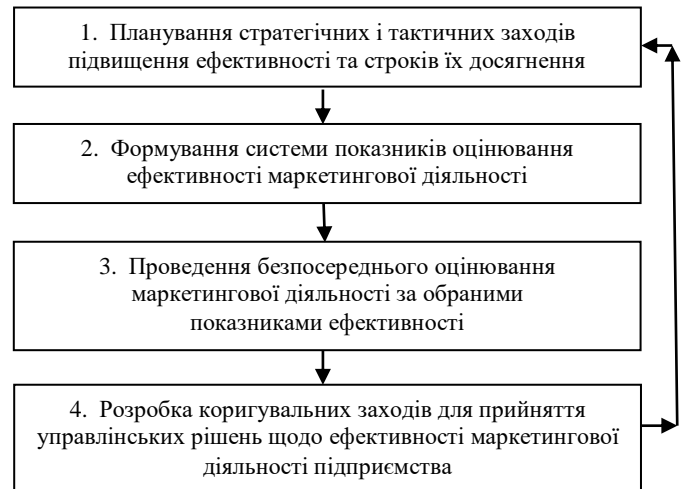 1. Планування стратегічних і тактичних заходів
підвищення ефективності та строків їх досягнення
2. Формування системи показників оцінювання
ефективності маркетингової діяльності
3. Проведення безпосереднього оцінювання
маркетингової діяльності за обраними
показниками ефективності
4. Розробка коригувальних заходів для прийняття
управлінських рішень щодо ефективності маркетингової
діяльності підприємства